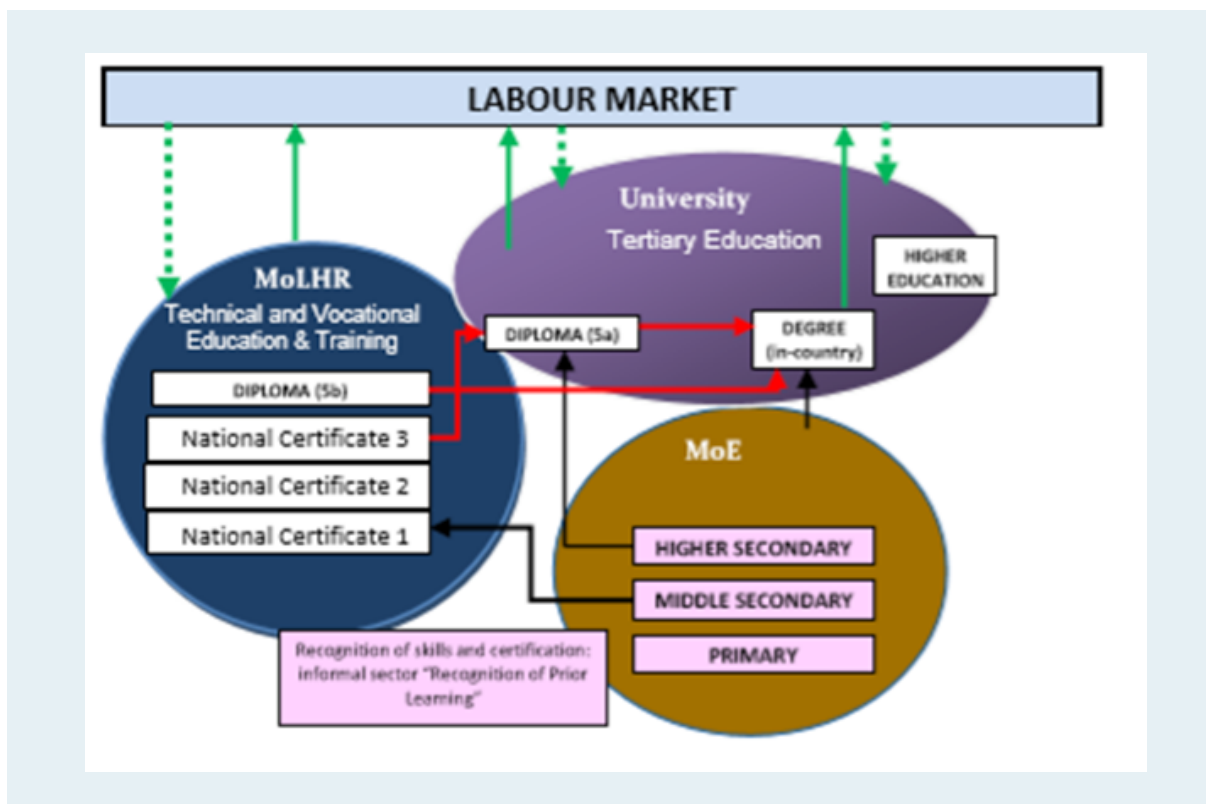 LABOUR MARKET
University
Tertiary Education
HIGHER
EDUCATION
MoLHR
Technical and Vocational
Education & Training
DIPLOMA (5a)
DEGREE
(in-country)
DIPLOMA (5b)
National Certificate 3
National Certificate 2
National Certificate 1
MoE
HIGHER SECONDARY
MIDDLE SECONDARY
PRIMARY
Recognition of skills and certification:
informal sector "Recognition of Prior
Learning"